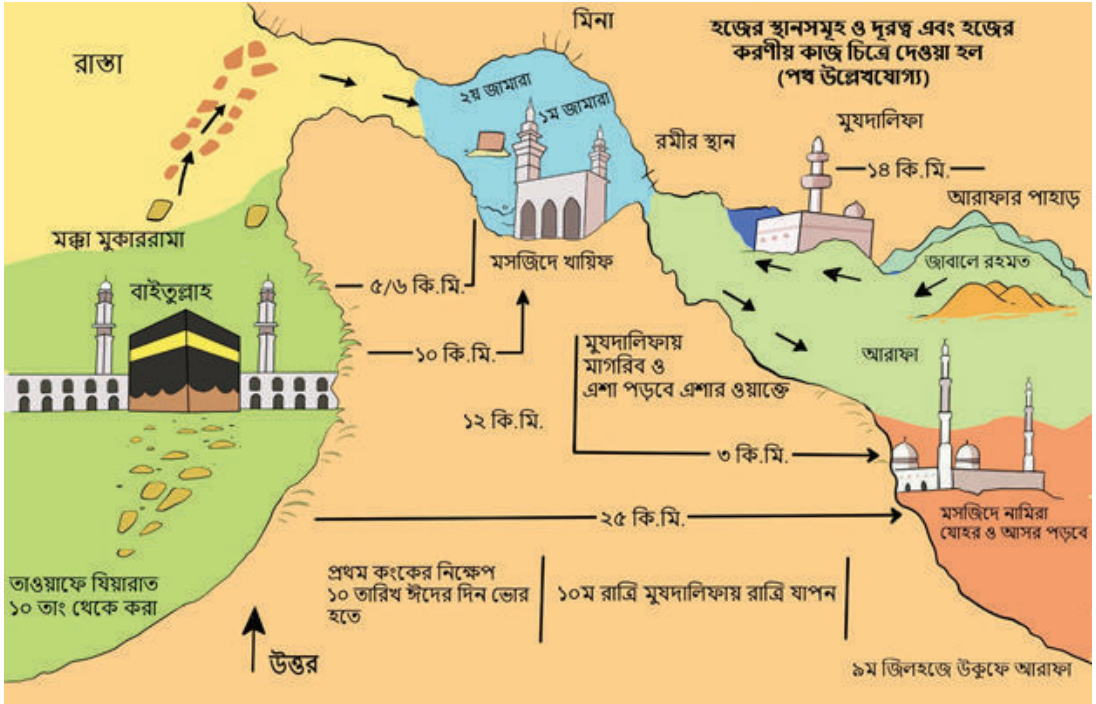 হজের স্থানসমূহ ও দূরত্ব এবং হজের
করণীয় কাজ চিত্রে দেওয়া হল
(পথ উল্লেখযোগ্য)
রাস্তা
মিনা
২য় জামারা
১ম জামারা
রমীর স্থান
মুযদালিফা
১৪ কি.মি.
আরাফার পাহাড়
জাবালে রহমত
মক্কা মুকাররামা
বাইতুল্লাহ
মসজিদে খায়িফ
৫/৬ কি.মি.
১০ কি.মি.
মুযদালিফায়
মাগরিব ও
এশা পড়বে এশার ওয়াক্তে
আরাফা
১২ কি.মি.
৩ কি.মি.
২৫ কি.মি.
মসজিদে নামিরা
যোহর ও আসর পড়বে
তাওয়াফে যিয়ারাত
১০ তাং থেকে করা
প্রথম কংকের নিক্ষেপ
১০ তারিখ ঈদের দিন ভোর
হতে
১০ম রাত্রি মুযদালিফায় রাত্রি যাপন
উত্তর
৯ম জিলহজে উকুফে আরাফা